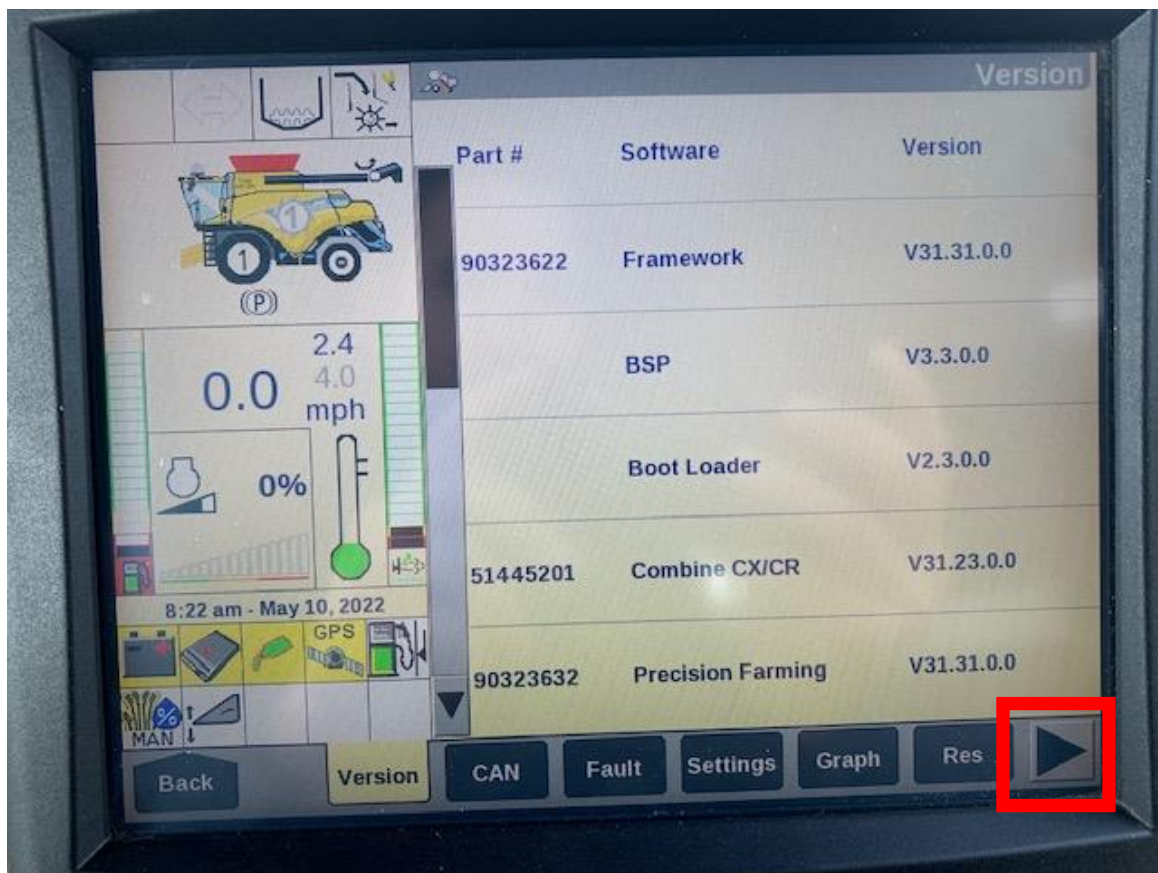 Version
Part # Software Version
90323622 Framework V31.31.0.0
BSP V3.3.0.0
Boot Loader V2.3.0.0
51445201 Combine CX/CR V31.23.0.0
90323632 Precision Farming V31.31.0.0
1
1
(P)
2.4
0.0 4.0
mph
0%
8:22 am - May 10, 2022
GPS
%
MAN
Back Version CAN Fault Settings Graph Res